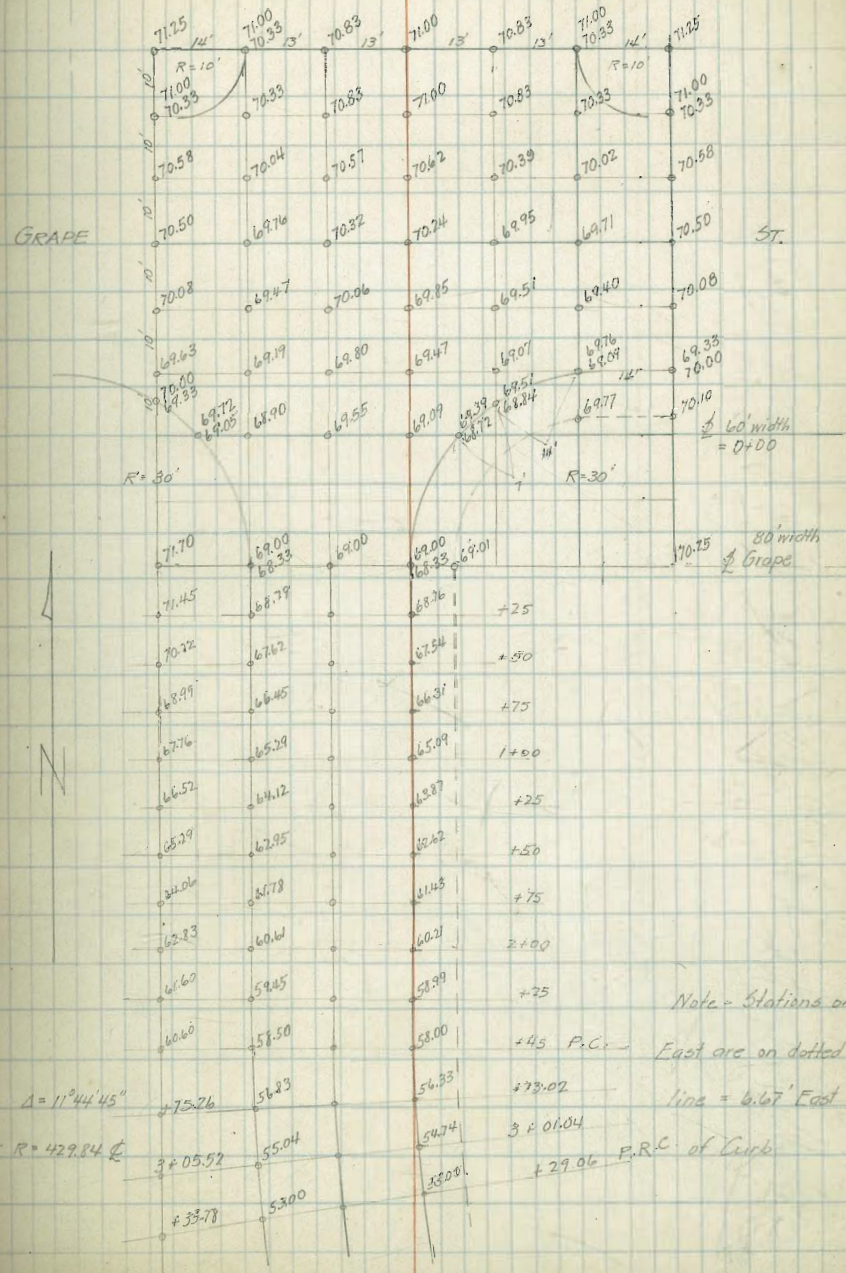 71.25 71.00 70.83 71.00 70.83 71.00 71.25
14' 70.33 13' 13' 13' 13' 70.33 14'
10' R=10' R=10'
71.00 70.33 70.83 71.00 70.83 70.33 71.00
70.33 70.33
10'
70.58 70.04 70.57 70.62 70.39 70.02 70.58
10'
GRAPE 70.50 69.76 70.32 70.24 69.95 69.71 70.50 ST.
10'
70.08 69.47 70.06 69.85 69.51 69.40 70.08
10'
69.63 69.19 69.80 69.47 69.07 69.76 69.33
69.09 70.00
70.00 69.51 14'
69.33 68.84
10' 69.72 68.90 69.55 69.09 69.39 69.77 70.10
69.05 68.72
14' ₵ 60' width
= 0+00
R=30' 7' R=30'
80' width
71.70 69.00 69.00 69.00 69.01 70.25 ₵ Grape
68.33 68.33
71.45 68.79 68.76 +25
70.22 67.62 67.54 +50
68.99 66.45 66.31 +75
67.76 65.29 65.09 1+00
N
66.52 64.12 63.87 +25
65.29 62.95 62.62 +50
64.06 61.78 61.43 +75
62.83 60.61 60.21 2+00
61.60 59.45 58.99 +25
Note - Stations on
60.60 58.50 58.00 +45 P.C.
East are on dotted
Δ = 11°44'45" +75.26 56.83 56.33 +73.02
line = 6.67' East
R = 429.84 ₵ 3+05.52 55.04 54.74 3+01.04
of Curb
+33.78 53.00 53.00 +29.06 P.R.C